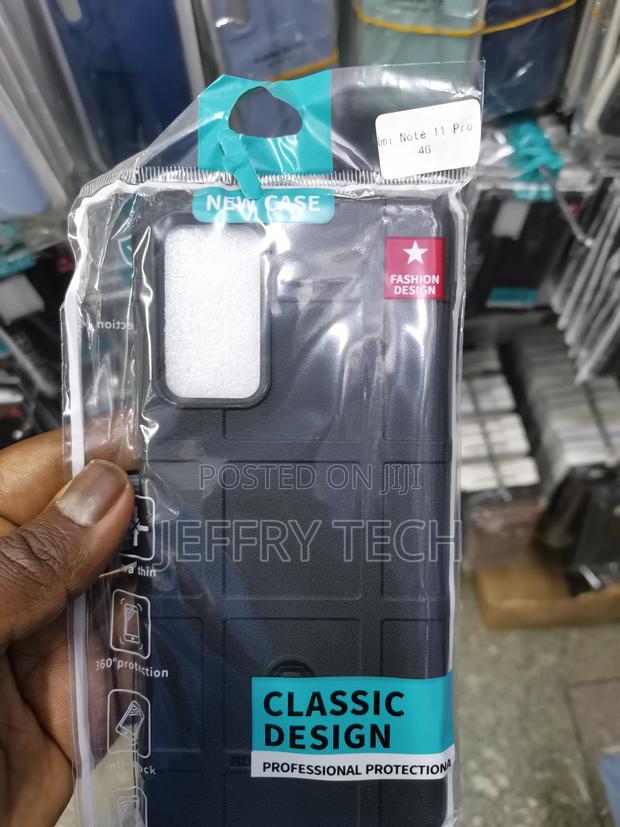 Note 11 Pro
4G
NEW CASE
FASHION
DESIGN
POSTED ON JIJI
JEFFRY TECH
thin
360°protection
CLASSIC
DESIGN
PROFESSIONAL PROTECTIONA